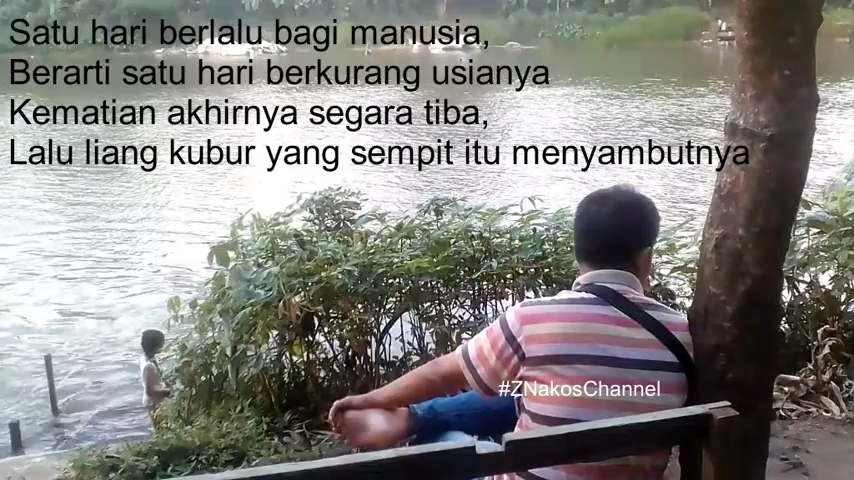 Satu hari berlalu bagi manusia,
Berarti satu hari berkurang usianya
Kematian akhirnya segara tiba,
Lalu liang kubur yang sempit itu menyambutnya
#ZNakosChannel